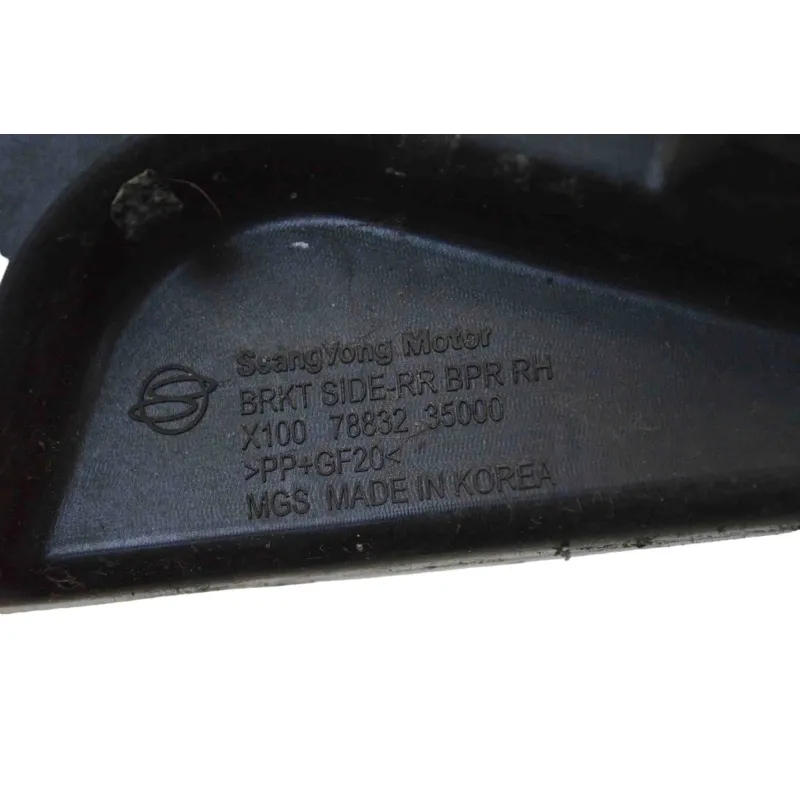 SsangYong Motor
BRKT SIDE-RR BPR RH
X100 78832 35000
>PP+GF20<
MGS MADE IN KOREA